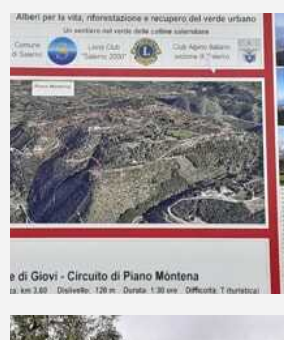 Alberi per la vita, riforestazione e recupero del verde urbano
Un sentiero nel verde delle colline salernitane
Comune
di Salerno
Lions Club
"Salerno 2000"
Club Alpino Italiano
sezione di Salerno
Piano Montena
e di Giovi - Circuito di Piano Montena
km 3,60 Dislivello: 120 m Durata: 1:30 ore Difficoltà: T (turistica)